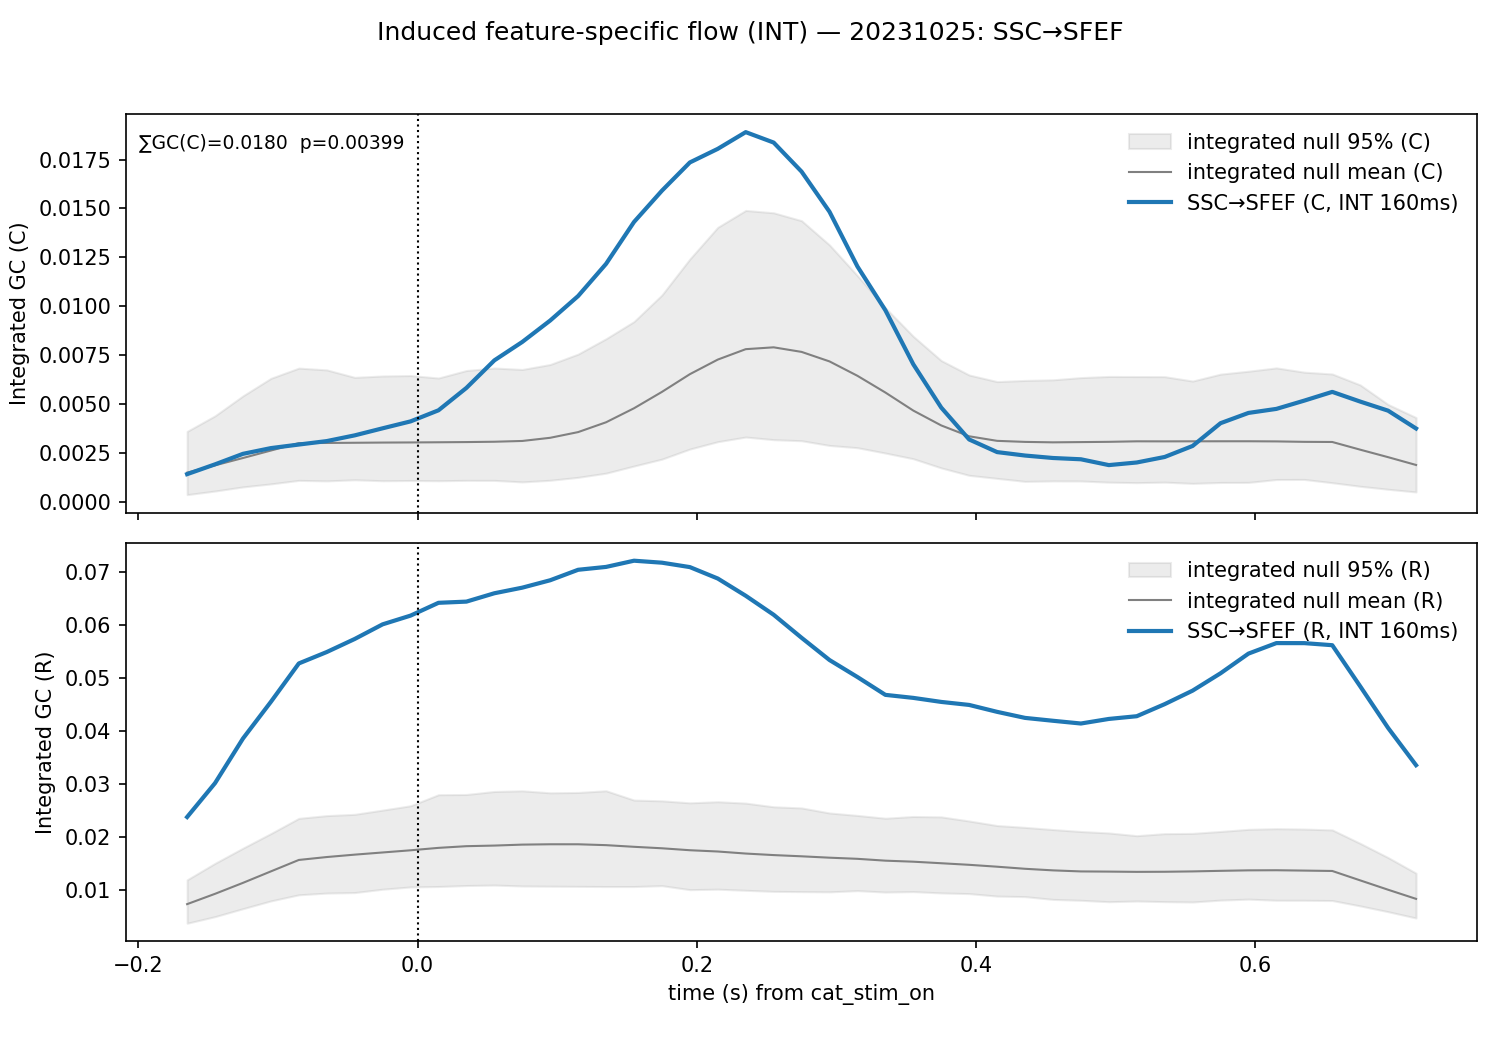 Induced feature-specific flow (INT) — 20231025: SSC→SFEF
∑GC(C)=0.0180  p=0.00399
integrated null 95% (C)
integrated null mean (C)
SSC→SFEF (C, INT 160ms)
Integrated GC (C)
0.0175
0.0150
0.0125
0.0100
0.0075
0.0050
0.0025
0.0000
integrated null 95% (R)
integrated null mean (R)
SSC→SFEF (R, INT 160ms)
Integrated GC (R)
0.07
0.06
0.05
0.04
0.03
0.02
0.01
−0.2 0.0 0.2 0.4 0.6
time (s) from cat_stim_on